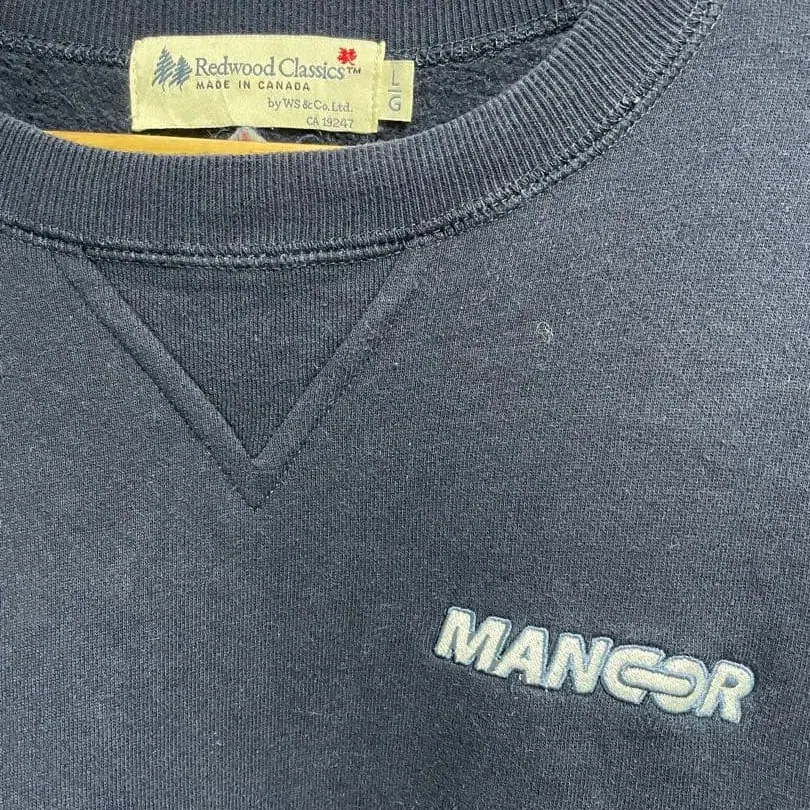 Redwood Classics™
MADE IN CANADA
by WS & Co. Ltd.
CA 19247
L
G
MANCOR